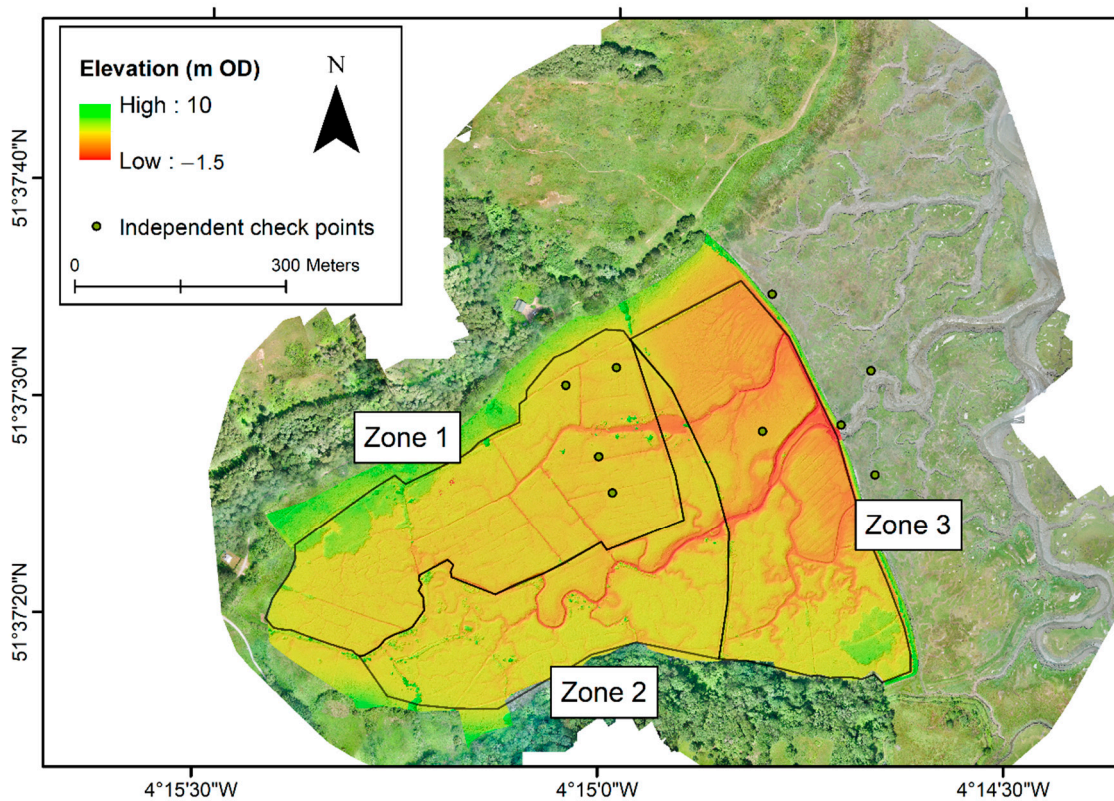 Elevation (m OD)
N
High : 10
Low : −1.5
Independent check points
0 300 Meters
51°37'40"N
51°37'30"N
51°37'20"N
Zone 1
Zone 3
Zone 2
4°15'30"W 4°15'0"W 4°14'30"W